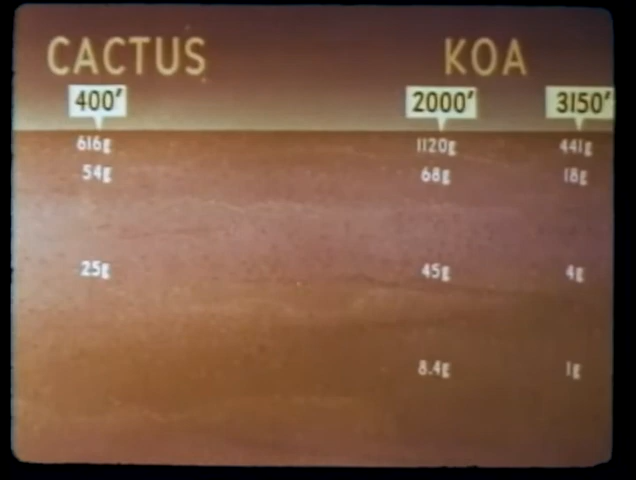 CACTUS KOA
400' 2000' 3150'
616g 1120g 441g
54g 68g 18g
25g 45g 4g
8.4g 1g